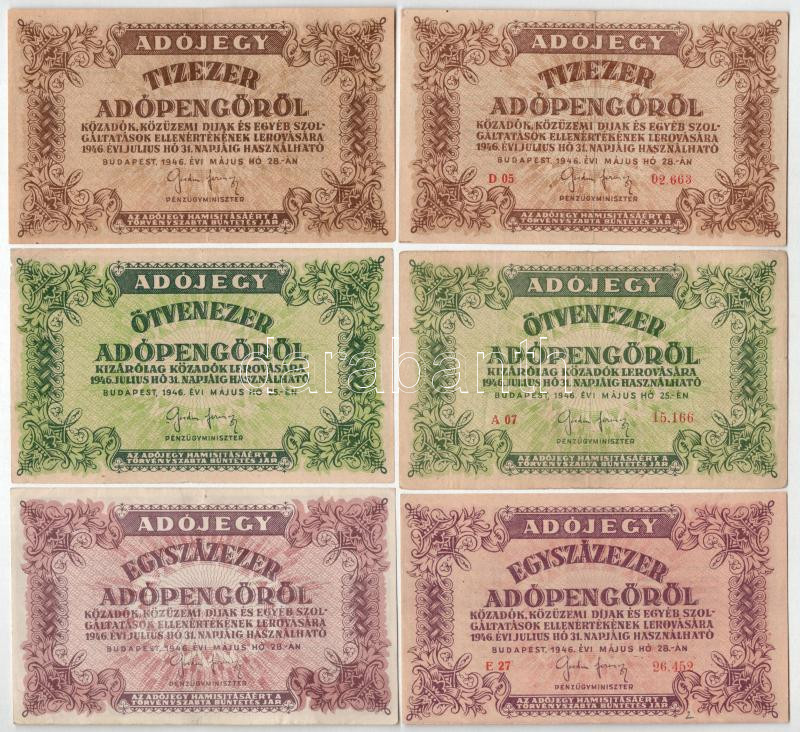 ADÓJEGY
TIZEZER
ADÓPENGŐRŐL
KÖZADÓK, KÖZÜZEMI DIJAK ÉS EGYÉB SZOL-
GÁLTATÁSOK ELLENÉRTÉKÉNEK LEROVÁSÁRA
1946. ÉVI JÚLIUS HÓ 31. NAPJÁIG HASZNÁLHATÓ
BUDAPEST, 1946. ÉVI MÁJUS HÓ 28.-ÁN
PÉNZÜGYMINISZTER
AZ ADÓJEGY HAMISITÁSÁÉRT A
TÖRVÉNYSZABTA BÜNTETÉS JÁR
ADÓJEGY
TIZEZER
ADÓPENGŐRŐL
KÖZADÓK, KÖZÜZEMI DIJAK ÉS EGYÉB SZOL-
GÁLTATÁSOK ELLENÉRTÉKÉNEK LEROVÁSÁRA
1946. ÉVI JÚLIUS HÓ 31. NAPJÁIG HASZNÁLHATÓ
BUDAPEST, 1946. ÉVI MÁJUS HÓ 28.-ÁN
D 05 02.663
PÉNZÜGYMINISZTER
AZ ADÓJEGY HAMISITÁSÁÉRT A
TÖRVÉNYSZABTA BÜNTETÉS JÁR
ADÓJEGY
ÖTVENEZER
ADÓPENGŐRŐL
KIZÁRÓLAG KÖZADÓK LEROVÁSÁRA
1946. JULIUS HÓ 31. NAPJÁIG HASZNÁLHATÓ
BUDAPEST, 1946. ÉVI MÁJUS HÓ 25.-ÉN
PÉNZÜGYMINISZTER
AZ ADÓJEGY HAMISITÁSÁÉRT A
TÖRVÉNYSZABTA BÜNTETÉS JÁR
ADÓJEGY
ÖTVENEZER
ADÓPENGŐRŐL
KIZÁRÓLAG KÖZADÓK LEROVÁSÁRA
1946. JULIUS HÓ 31. NAPJÁIG HASZNÁLHATÓ
BUDAPEST, 1946. ÉVI MÁJUS HÓ 25.-ÉN
A 07 15.166
PÉNZÜGYMINISZTER
AZ ADÓJEGY HAMISITÁSÁÉRT A
TÖRVÉNYSZABTA BÜNTETÉS JÁR
darabanth
ADÓJEGY
EGYSZÁZEZER
ADÓPENGŐRŐL
KÖZADÓK, KÖZÜZEMI DIJAK ÉS EGYÉB SZOL-
GÁLTATÁSOK ELLENÉRTÉKÉNEK LEROVÁSÁRA
1946. ÉVI JÚLIUS HÓ 31. NAPJÁIG HASZNÁLHATÓ
BUDAPEST, 1946. ÉVI MÁJUS HÓ 28.-ÁN
PÉNZÜGYMINISZTER
AZ ADÓJEGY HAMISITÁSÁÉRT A
TÖRVÉNYSZABTA BÜNTETÉS JÁR
ADÓJEGY
EGYSZÁZEZER
ADÓPENGŐRŐL
KÖZADÓK, KÖZÜZEMI DIJAK ÉS EGYÉB SZOL-
GÁLTATÁSOK ELLENÉRTÉKÉNEK LEROVÁSÁRA
1946. ÉVI JÚLIUS HÓ 31. NAPJÁIG HASZNÁLHATÓ
BUDAPEST, 1946. ÉVI MÁJUS HÓ 28.-ÁN
E 27 26.452
PÉNZÜGYMINISZTER
AZ ADÓJEGY HAMISITÁSÁÉRT A
TÖRVÉNYSZABTA BÜNTETÉS JÁR